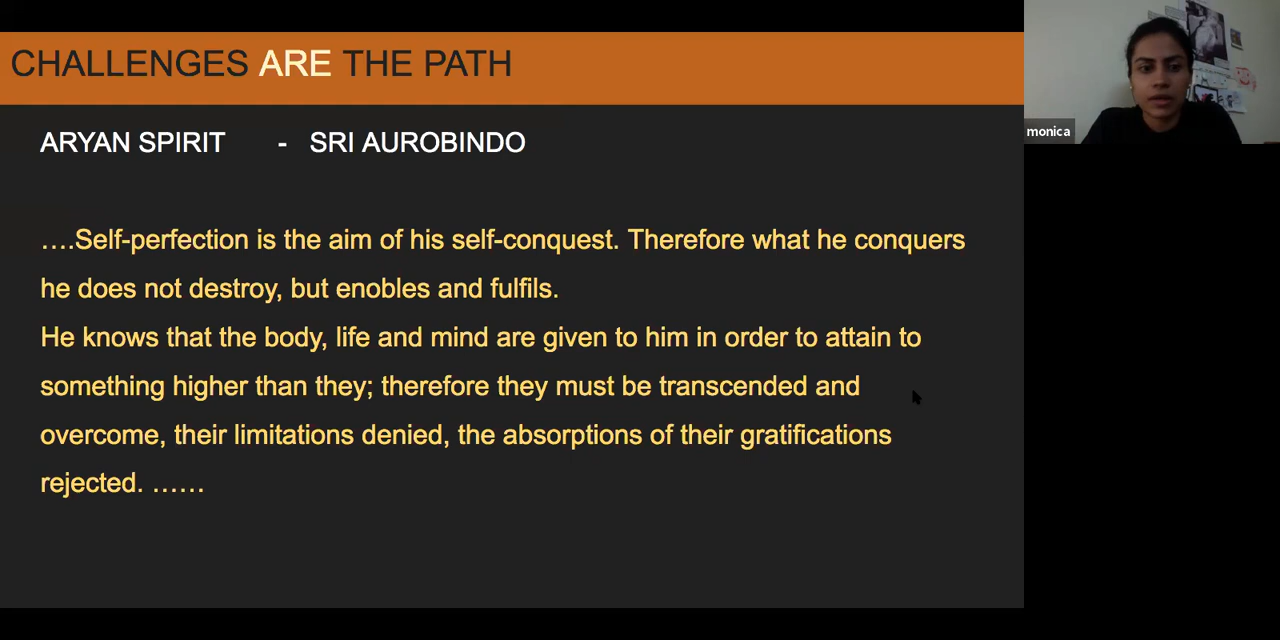 CHALLENGES ARE THE PATH
ARYAN SPIRIT - SRI AUROBINDO
….Self-perfection is the aim of his self-conquest. Therefore what he conquers
he does not destroy, but enobles and fulfils.
He knows that the body, life and mind are given to him in order to attain to
something higher than they; therefore they must be transcended and
overcome, their limitations denied, the absorptions of their gratifications
rejected. ……
monica